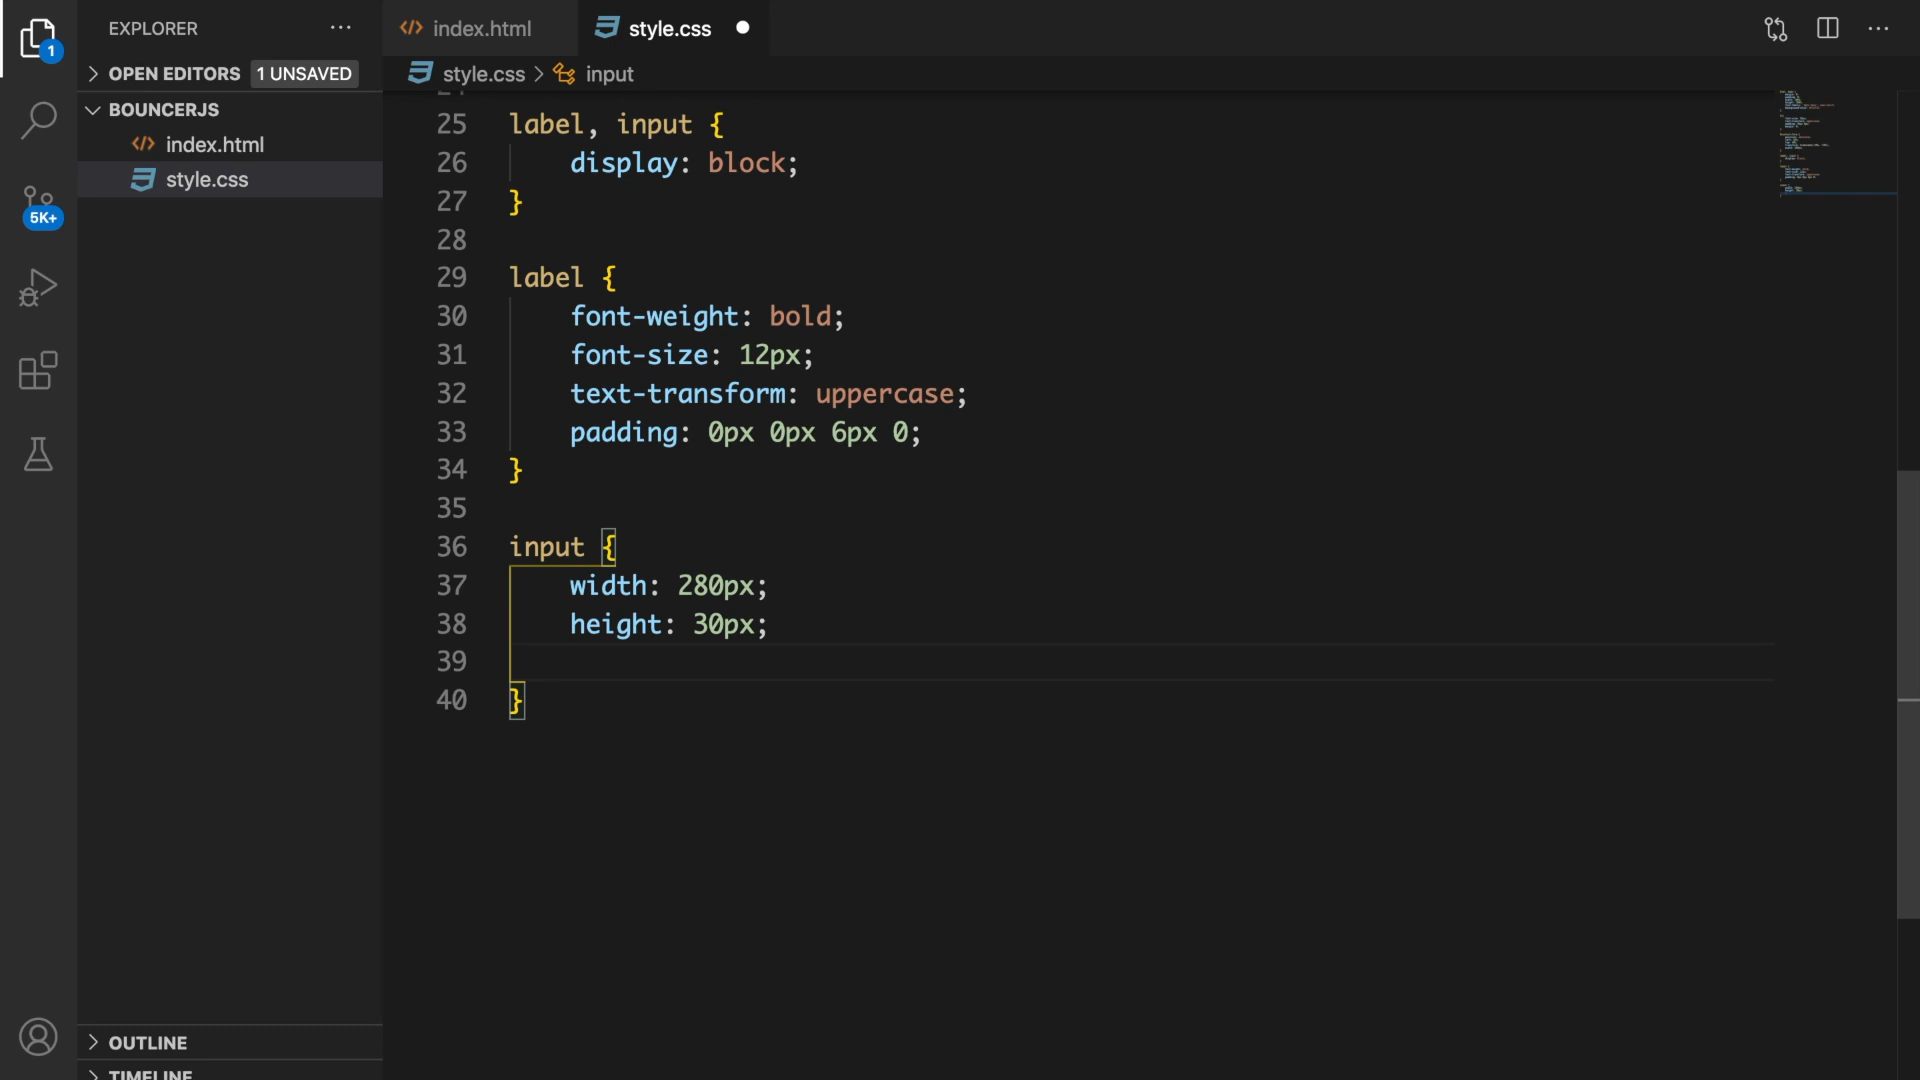 EXPLORER
index.html
style.css
1
OPEN EDITORS 1 UNSAVED
style.css > input
BOUNCERJS
index.html
style.css
5K+
25 label, input {
26 display: block;
27 }
28
29 label {
30 font-weight: bold;
31 font-size: 12px;
32 text-transform: uppercase;
33 padding: 0px 0px 6px 0;
34 }
35
36 input {
37 width: 280px;
38 height: 30px;
39
40 }
OUTLINE
TIMELINE